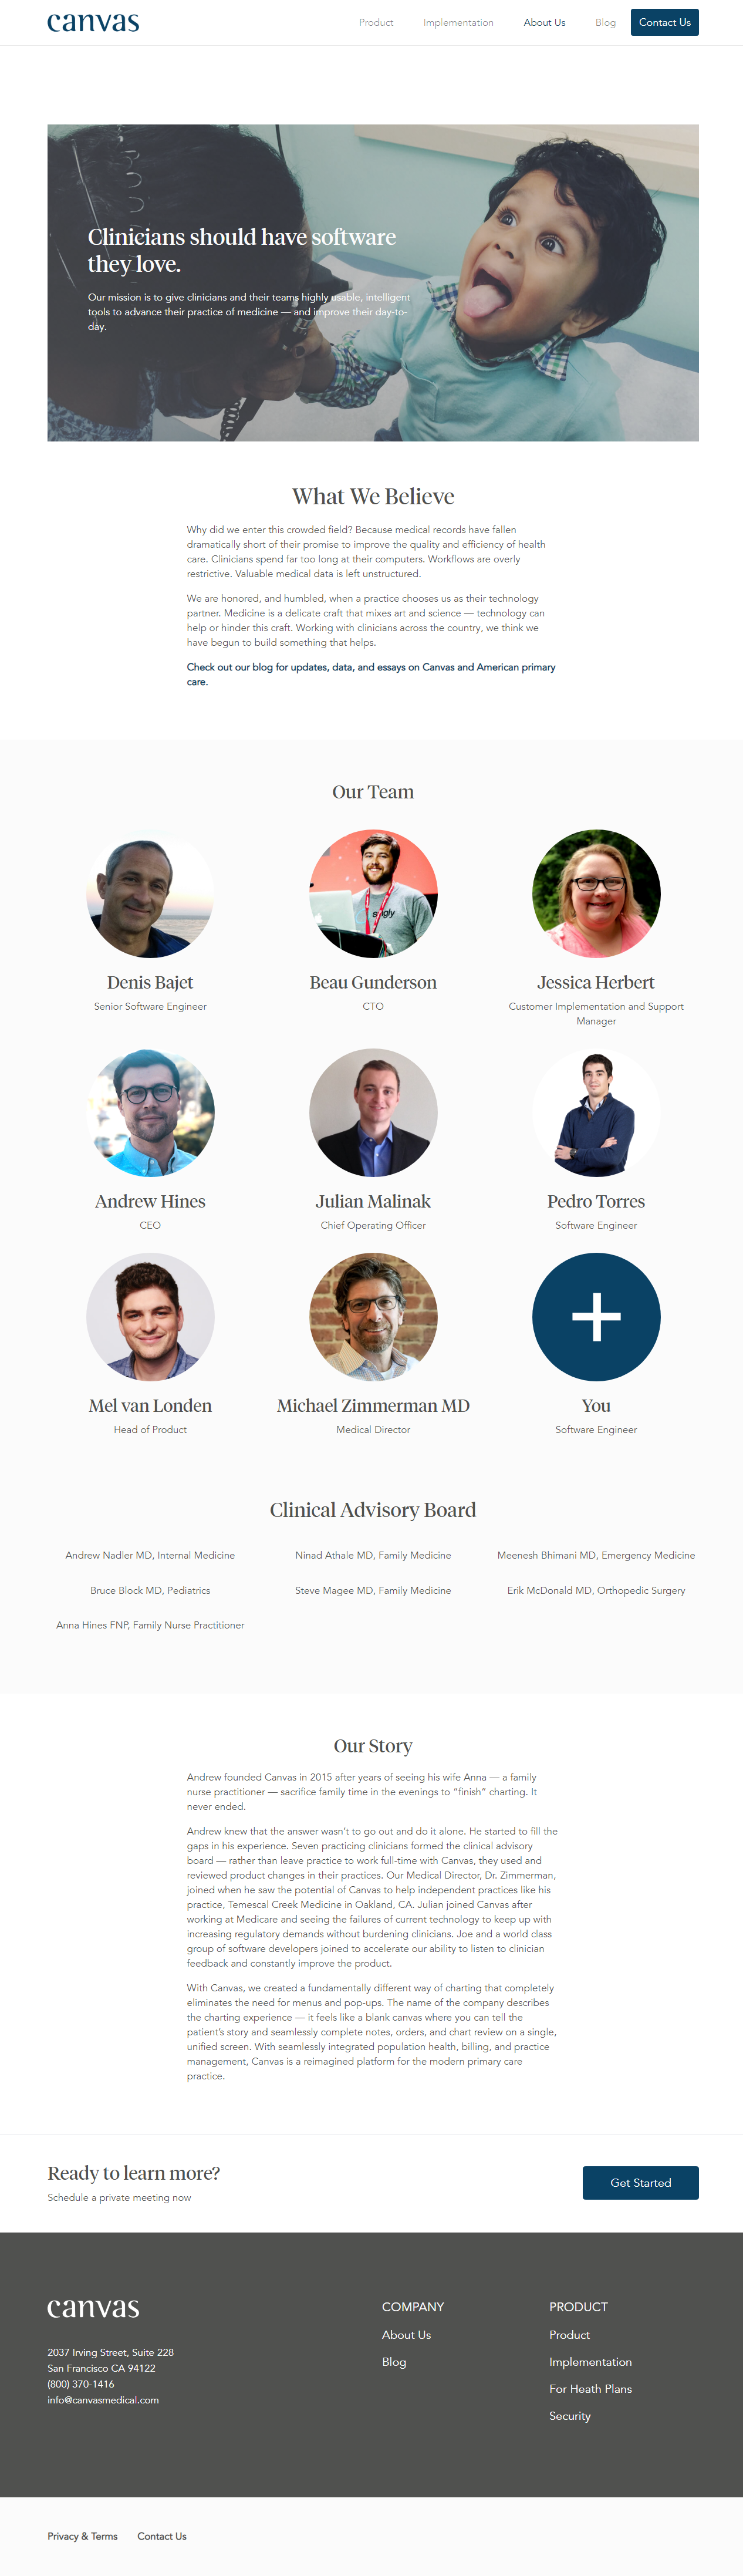 canvas
Product
Implementation
About Us
Blog
Contact Us
Clinicians should have software
they love.
Our mission is to give clinicians and their teams highly usable, intelligent
tools to advance their practice of medicine — and improve their day-to-
day.
What We Believe
Why did we enter this crowded field? Because medical records have fallen
dramatically short of their promise to improve the quality and efficiency of health
care. Clinicians spend far too long at their computers. Workflows are overly
restrictive. Valuable medical data is left unstructured.
We are honored, and humbled, when a practice chooses us as their technology
partner. Medicine is a delicate craft that mixes art and science — technology can
help or hinder this craft. Working with clinicians across the country, we think we
have begun to build something that helps.
Check out our blog for updates, data, and essays on Canvas and American primary
care.
Our Team
Denis Bajet
Senior Software Engineer
Beau Gunderson
CTO
Jessica Herbert
Customer Implementation and Support
Manager
Andrew Hines
CEO
Julian Malinak
Chief Operating Officer
Pedro Torres
Software Engineer
Mel van Londen
Head of Product
Michael Zimmerman MD
Medical Director
You
Software Engineer
Clinical Advisory Board
Andrew Nadler MD, Internal Medicine
Ninad Athale MD, Family Medicine
Meenesh Bhimani MD, Emergency Medicine
Bruce Block MD, Pediatrics
Steve Magee MD, Family Medicine
Erik McDonald MD, Orthopedic Surgery
Anna Hines FNP, Family Nurse Practitioner
Our Story
Andrew founded Canvas in 2015 after years of seeing his wife Anna — a family
nurse practitioner — sacrifice family time in the evenings to “finish” charting. It
never ended.
Andrew knew that the answer wasn’t to go out and do it alone. He started to fill the
gaps in his experience. Seven practicing clinicians formed the clinical advisory
board — rather than leave practice to work full-time with Canvas, they used and
reviewed product changes in their practices. Our Medical Director, Dr. Zimmerman,
joined when he saw the potential of Canvas to help independent practices like his
practice, Temescal Creek Medicine in Oakland, CA. Julian joined Canvas after
working at Medicare and seeing the failures of current technology to keep up with
increasing regulatory demands without burdening clinicians. Joe and a world class
group of software developers joined to accelerate our ability to listen to clinician
feedback and constantly improve the product.
With Canvas, we created a fundamentally different way of charting that completely
eliminates the need for menus and pop-ups. The name of the company describes
the charting experience — it feels like a blank canvas where you can tell the
patient’s story and seamlessly complete notes, orders, and chart review on a single,
unified screen. With seamlessly integrated population health, billing, and practice
management, Canvas is a reimagined platform for the modern primary care
practice.
Ready to learn more?
Schedule a private meeting now
Get Started
canvas
2037 Irving Street, Suite 228
San Francisco CA 94122
(800) 370-1416
info@canvasmedical.com
COMPANY
About Us
Blog
PRODUCT
Product
Implementation
For Heath Plans
Security
Privacy & Terms
Contact Us